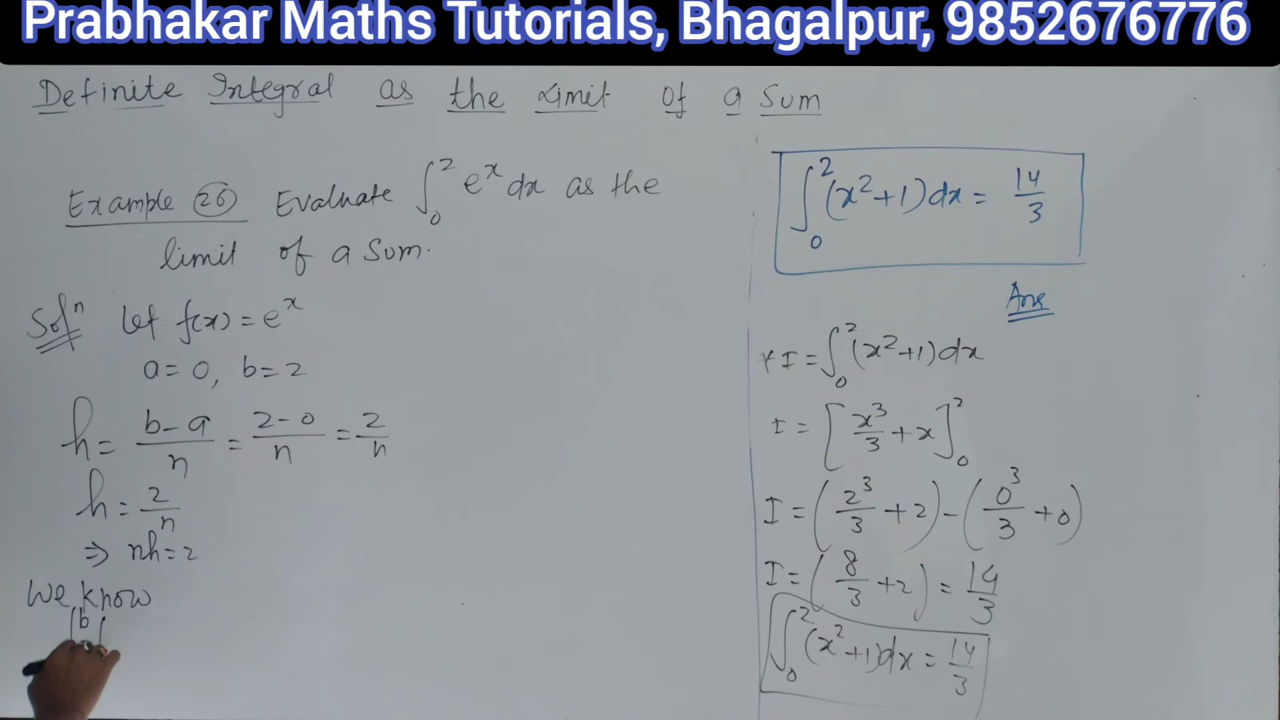 Prabhakar Maths Tutorials, Bhagalpur, 9852676776
Definite Integral as the Limit of a Sum
Example 26 Evaluate ∫₀² eˣ dx as the
limit of a Sum.
Solⁿ Let f(x) = eˣ
a = 0, b = 2
h = (b-a)/n = (2-0)/n = 2/n
h = 2/n
⇒ nh = 2
We know
∫₀² (x²+1) dx = 14/3
Ans
I = ∫₀² (x²+1) dx
I = [x³/3 + x]₀²
I = (2³/3 + 2) - (0³/3 + 0)
I = (8/3 + 2) = 14/3
∫₀² (x²+1) dx = 14/3